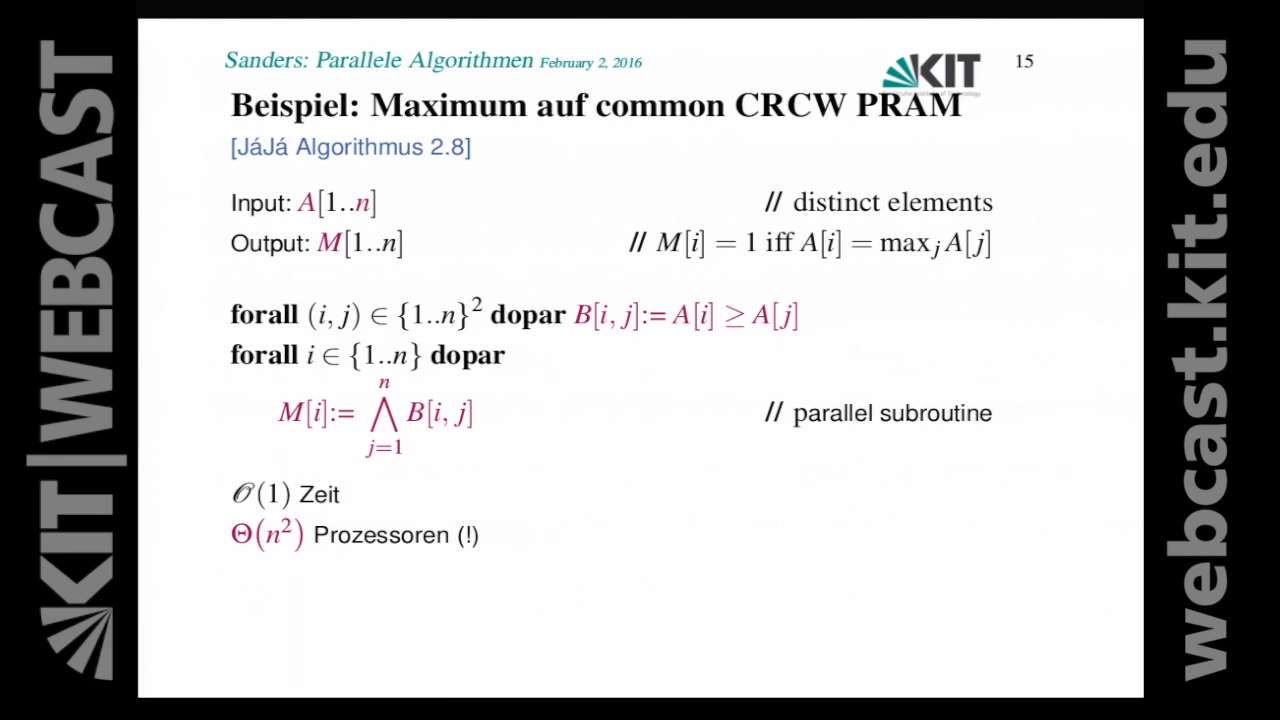 KIT|WEBCAST
Sanders: Parallele Algorithmen February 2, 2016
KIT
15
Beispiel: Maximum auf common CRCW PRAM
[JáJá Algorithmus 2.8]
Input: A[1..n] // distinct elements
Output: M[1..n] // M[i] = 1 iff A[i] = max_j A[j]
forall (i, j) ∈ {1..n}² dopar B[i, j]:= A[i] ≥ A[j]
forall i ∈ {1..n} dopar
n
M[i]:= ⋀ B[i, j] // parallel subroutine
j=1
𝒪(1) Zeit
Θ(n²) Prozessoren (!)
webcast.kit.edu